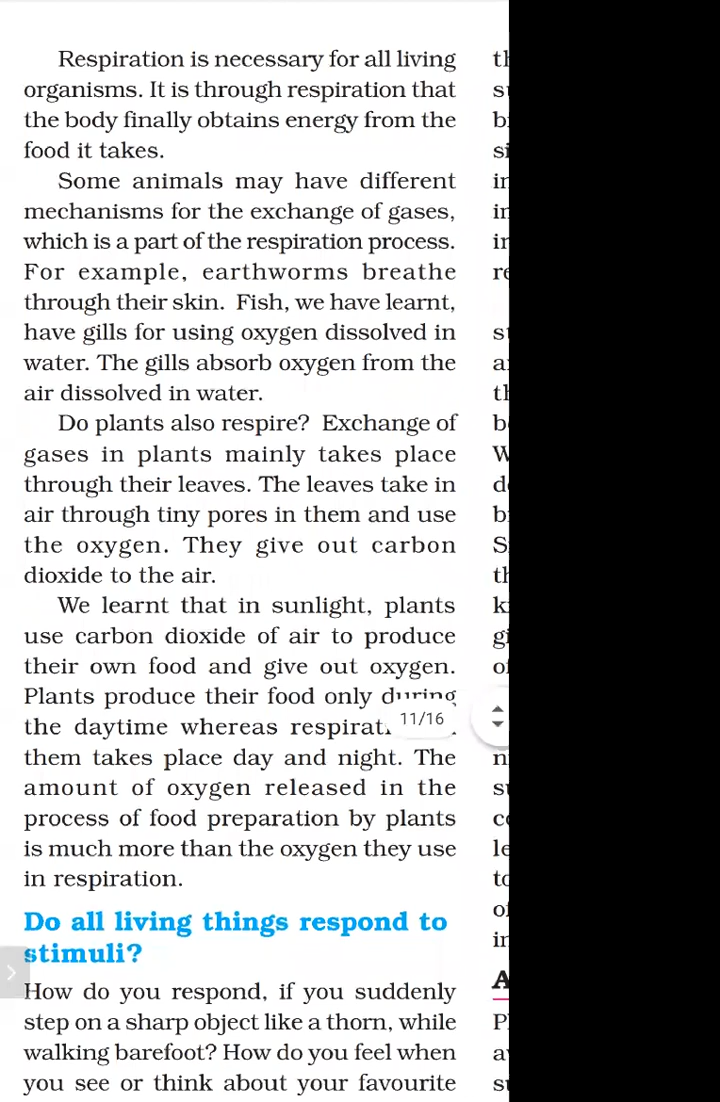 Respiration is necessary for all living
organisms. It is through respiration that
the body finally obtains energy from the
food it takes.
Some animals may have different
mechanisms for the exchange of gases,
which is a part of the respiration process.
For example, earthworms breathe
through their skin. Fish, we have learnt,
have gills for using oxygen dissolved in
water. The gills absorb oxygen from the
air dissolved in water.
Do plants also respire? Exchange of
gases in plants mainly takes place
through their leaves. The leaves take in
air through tiny pores in them and use
the oxygen. They give out carbon
dioxide to the air.
We learnt that in sunlight, plants
use carbon dioxide of air to produce
their own food and give out oxygen.
Plants produce their food only during
the daytime whereas
11/16
them takes place day and night. The
amount of oxygen released in the
process of food preparation by plants
is much more than the oxygen they use
in respiration.
Do all living things respond to
stimuli?
How do you respond, if you suddenly
step on a sharp object like a thorn, while
walking barefoot? How do you feel when
you see or think about your favourite